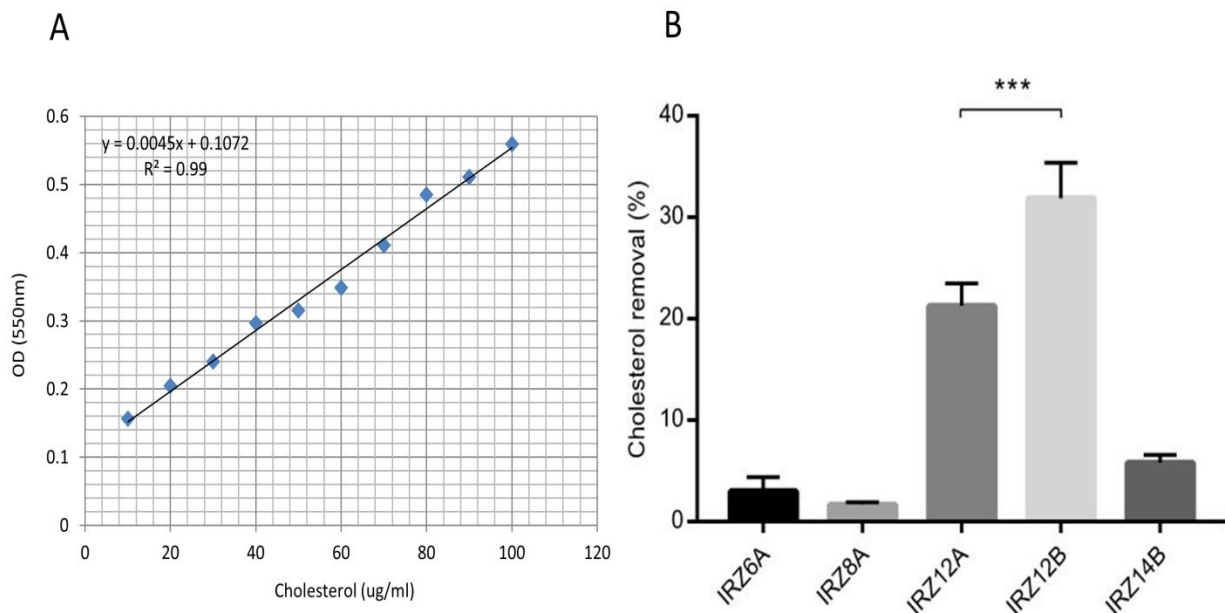 A
0.6
0.5
0.4
0.3
0.2
0.1
0
y = 0.0045x + 0.1072
R² = 0.99
OD (550nm)
0 20 40 60 80 100 120
Cholesterol (ug/ml)
B
***
40
30
20
10
0
Cholesterol removal (%)
IRZ6A
IRZ8A
IRZ12A
IRZ12B
IRZ14B